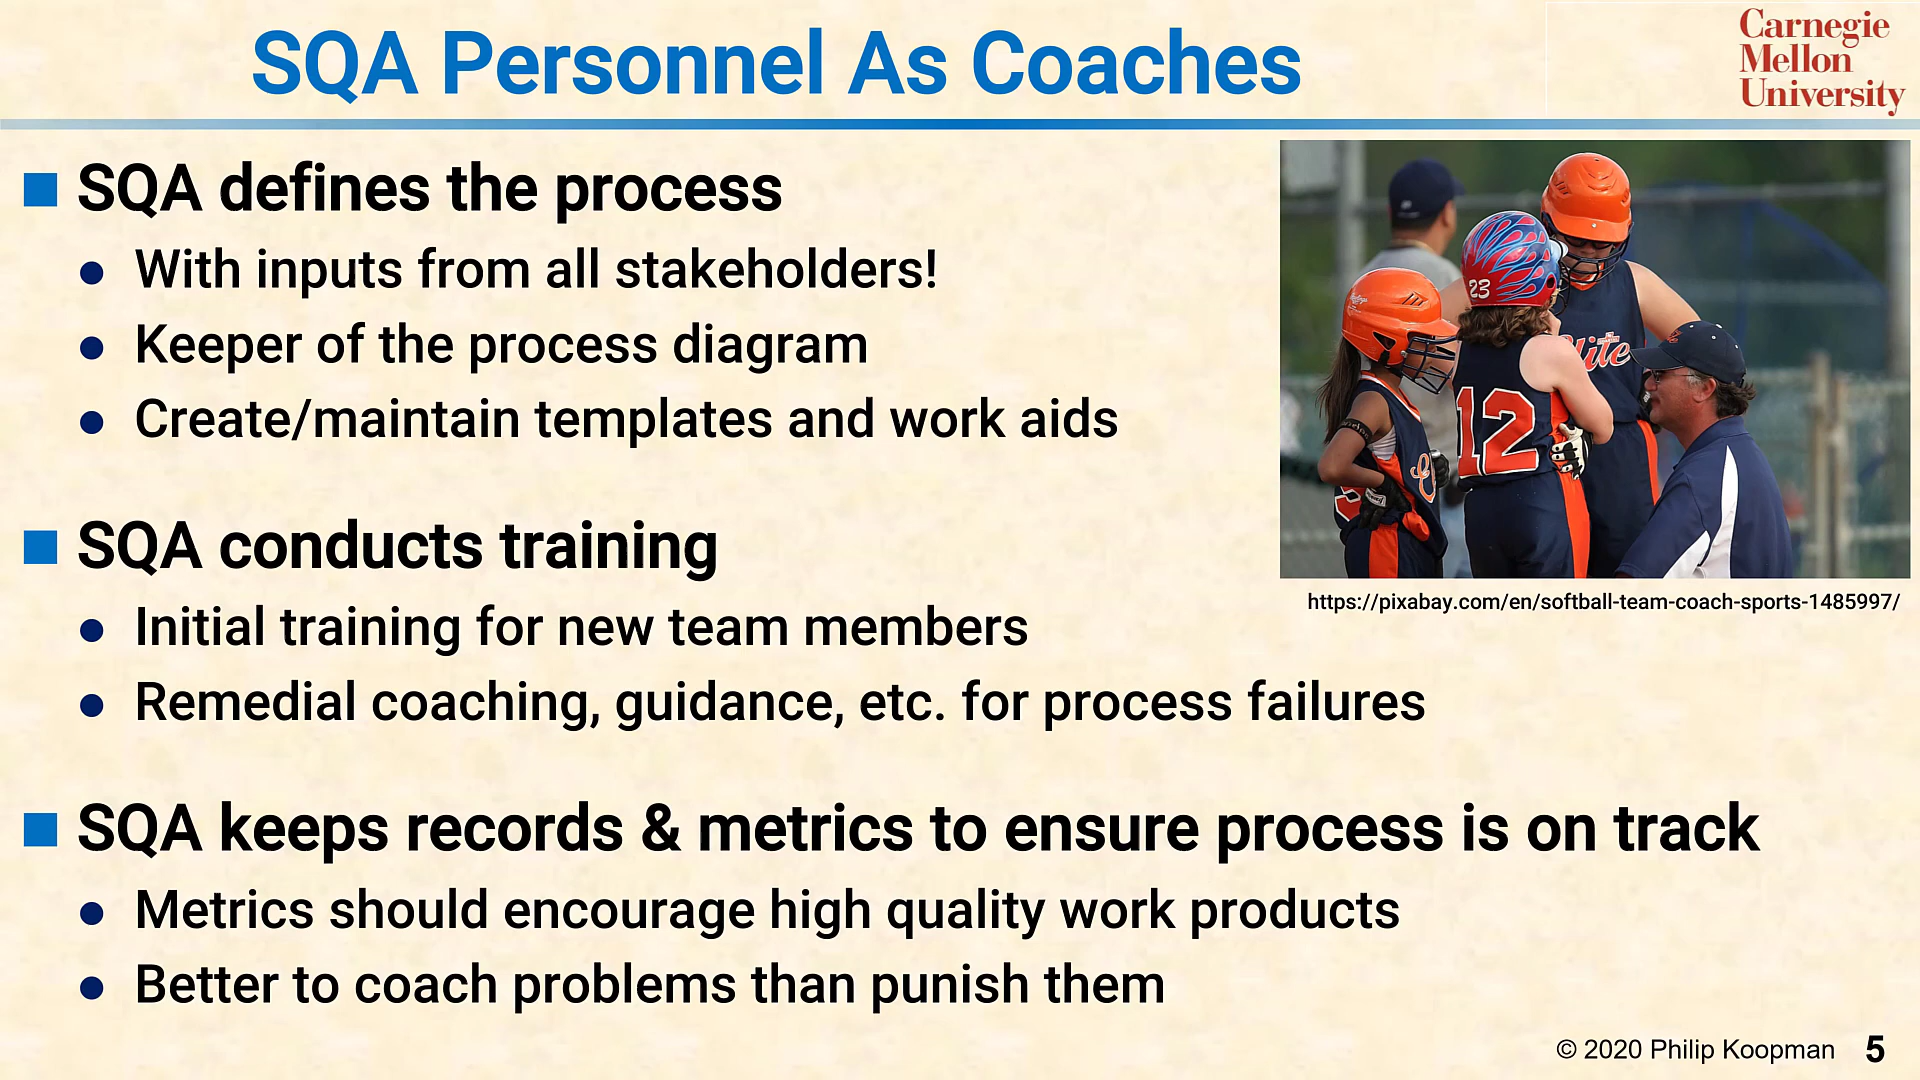 SQA Personnel As Coaches
Carnegie
Mellon
University
SQA defines the process
With inputs from all stakeholders!
Keeper of the process diagram
Create/maintain templates and work aids
23
12
https://pixabay.com/en/softball-team-coach-sports-1485997/
SQA conducts training
Initial training for new team members
Remedial coaching, guidance, etc. for process failures
SQA keeps records & metrics to ensure process is on track
Metrics should encourage high quality work products
Better to coach problems than punish them
© 2020 Philip Koopman 5